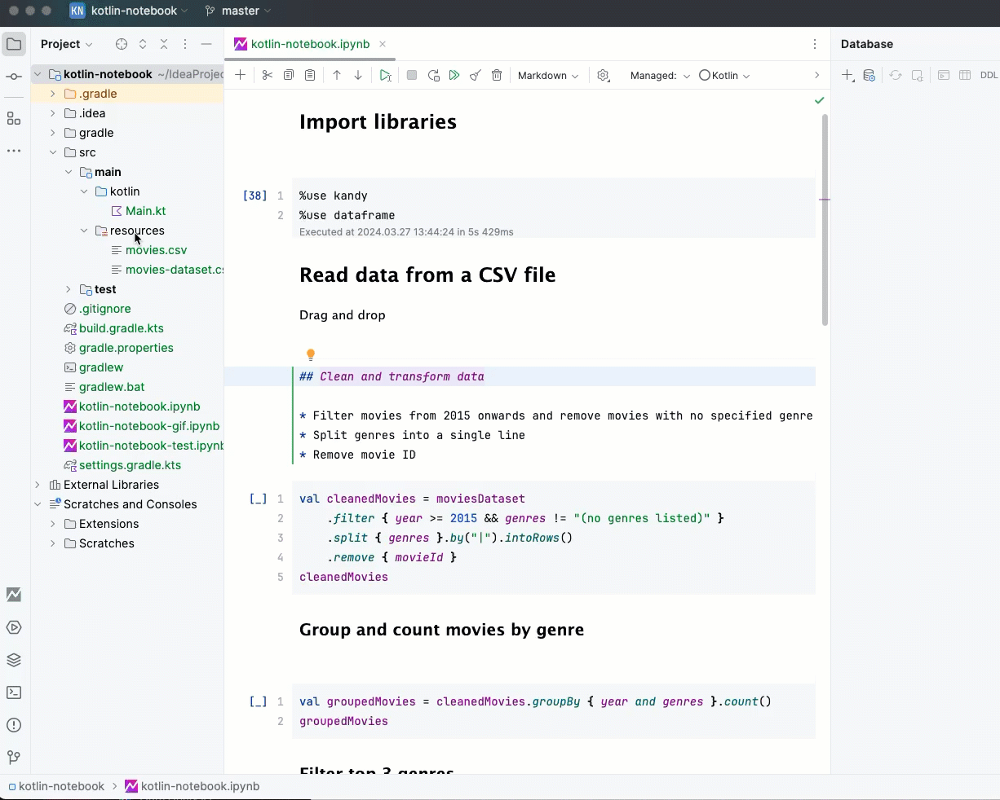 KN kotlin-notebook master
Project
kotlin-notebook ~/IdeaProjec
.gradle
.idea
gradle
src
main
kotlin
Main.kt
resources
movies.csv
movies-dataset.cs
test
.gitignore
build.gradle.kts
gradle.properties
gradlew
gradlew.bat
kotlin-notebook.ipynb
kotlin-notebook-gif.ipynb
kotlin-notebook-test.ipynb
settings.gradle.kts
External Libraries
Scratches and Consoles
Extensions
Scratches
kotlin-notebook.ipynb
Markdown Managed: Kotlin
Import libraries
[38] 1 %use kandy
2 %use dataframe
Executed at 2024.03.27 13:44:24 in 5s 429ms
Read data from a CSV file
Drag and drop
## Clean and transform data
* Filter movies from 2015 onwards and remove movies with no specified genre
* Split genres into a single line
* Remove movie ID
[_] 1 val cleanedMovies = moviesDataset
2 .filter { year >= 2015 && genres != "(no genres listed)" }
3 .split { genres }.by("|").intoRows()
4 .remove { movieId }
5 cleanedMovies
Group and count movies by genre
[_] 1 val groupedMovies = cleanedMovies.groupBy { year and genres }.count()
2 groupedMovies
Filter top 3 genres
Database
DDL
kotlin-notebook > kotlin-notebook.ipynb